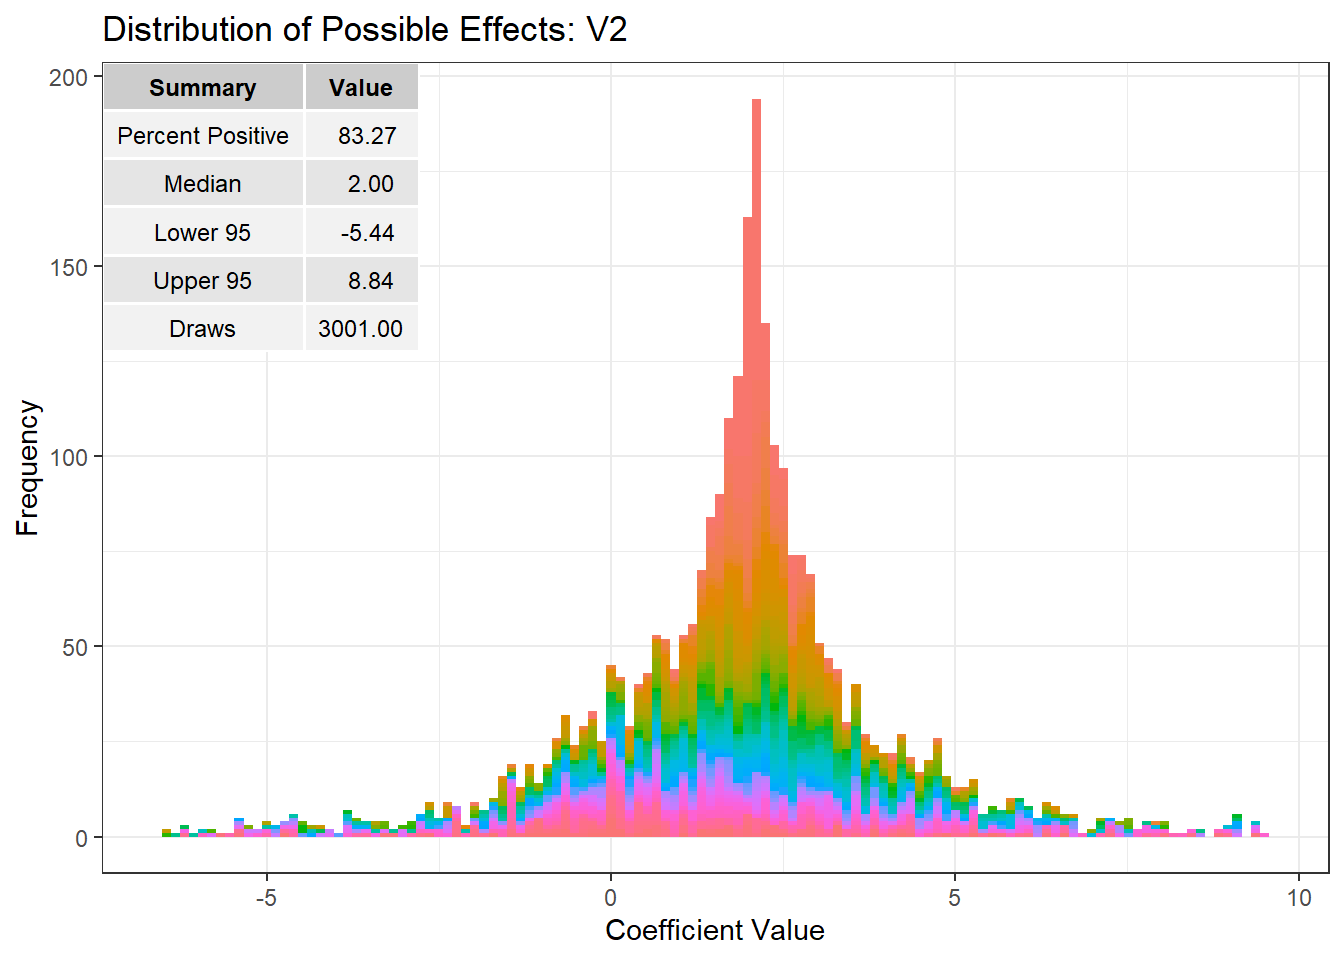 Distribution of Possible Effects: V2
Summary Value
Percent Positive 83.27
Median 2.00
Lower 95 -5.44
Upper 95 8.84
Draws 3001.00
200
150
100
50
0
Frequency
-5 0 5 10
Coefficient Value